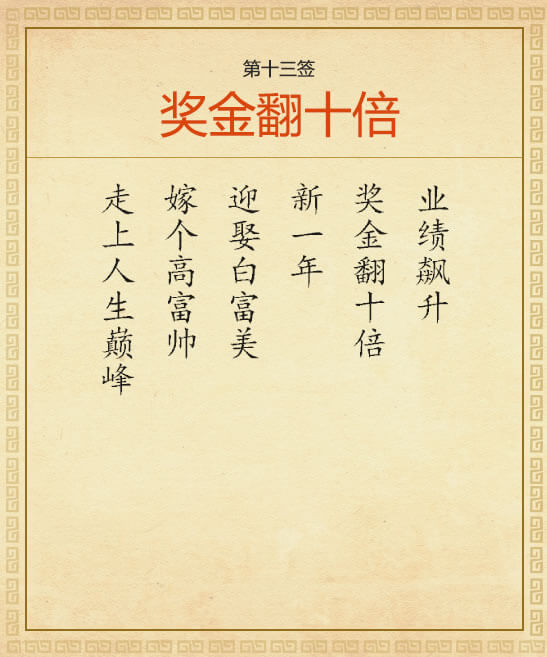 第十三签
奖金翻十倍
业绩飙升
奖金翻十倍
新一年
迎娶白富美
嫁个高富帅
走上人生巅峰